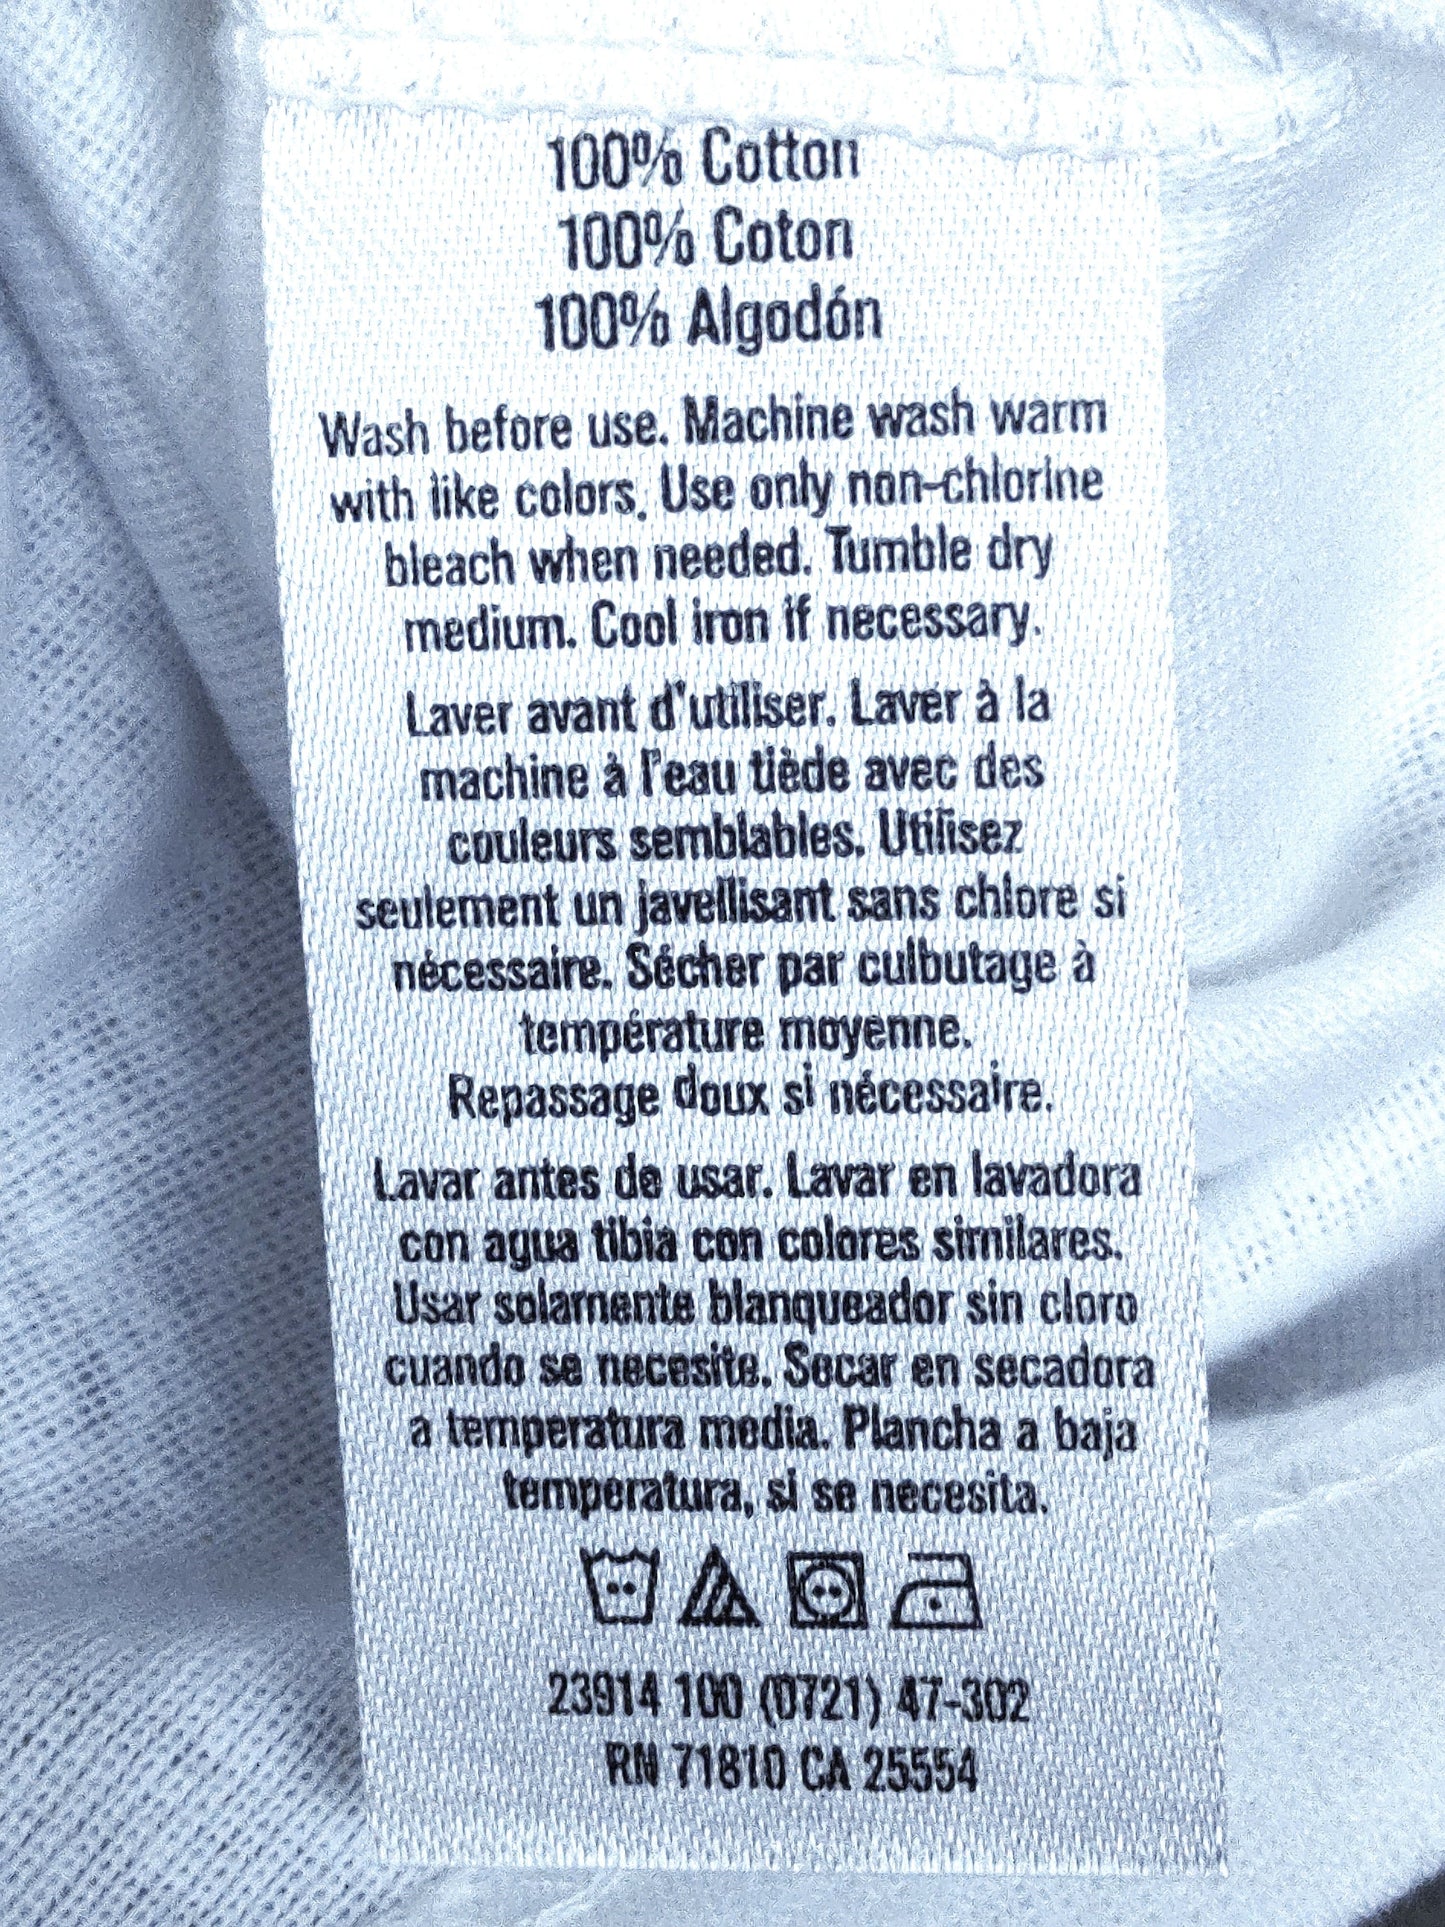 100% Cotton
100% Coton
100% Algodón
Wash before use. Machine wash warm
with like colors. Use only non-chlorine
bleach when needed. Tumble dry
medium. Cool iron if necessary.
Laver avant d'utiliser. Laver à la
machine à l'eau tiède avec des
couleurs semblables. Utilisez
seulement un javellisant sans chlore si
nécessaire. Sécher par culbutage à
température moyenne.
Repassage doux si nécessaire.
Lavar antes de usar. Lavar en lavadora
con agua tibia con colores similares.
Usar solamente blanqueador sin cloro
cuando se necesite. Secar en secadora
a temperatura media. Plancha a baja
temperatura, si se necesita.
23914 100 (0721) 47-302
RN 71810 CA 25554